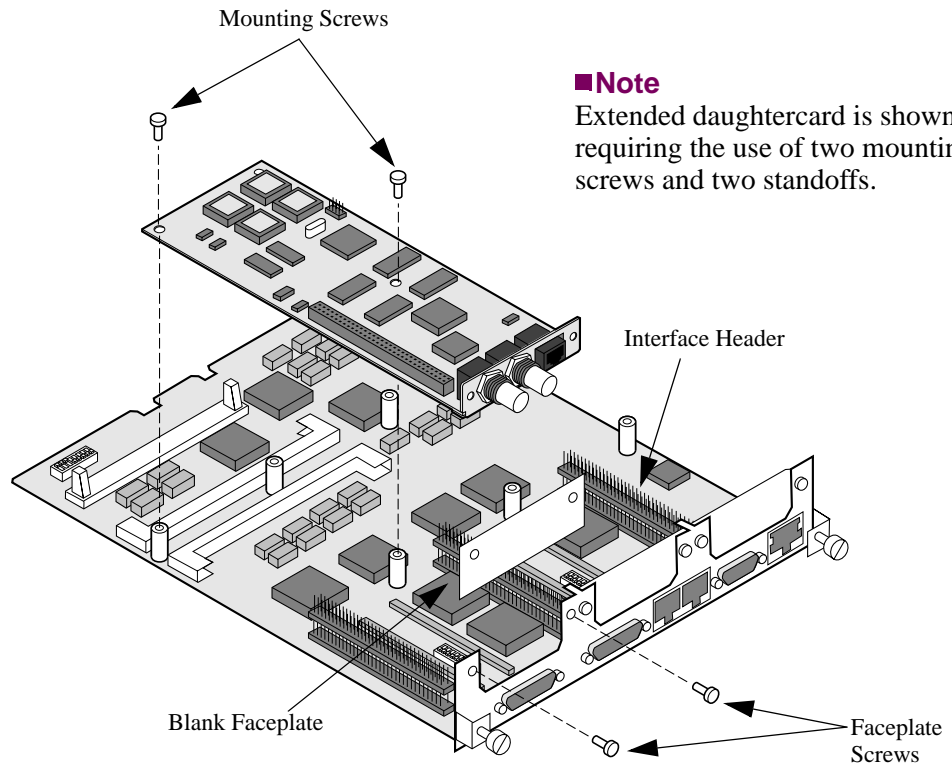 Mounting Screws
■Note
Extended daughtercard is shown
requiring the use of two
screws and two standoffs.
Interface Header
Blank Faceplate
Faceplate
Screws